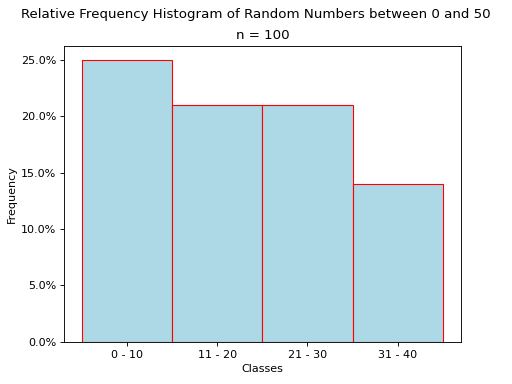 Relative Frequency Histogram of Random Numbers between 0 and 50
n = 100
25.0%
20.0%
15.0%
10.0%
5.0%
0.0%
Frequency
0 - 10 11 - 20 21 - 30 31 - 40
Classes